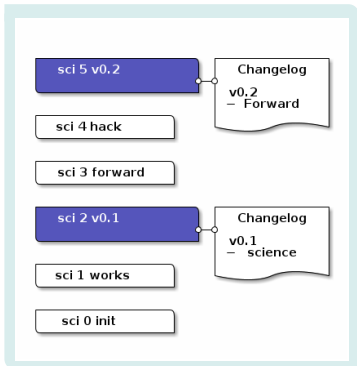 sci 5 v0.2
Changelog
v0.2
– Forward
sci 4 hack
sci 3 forward
sci 2 v0.1
Changelog
v0.1
– science
sci 1 works
sci 0 init